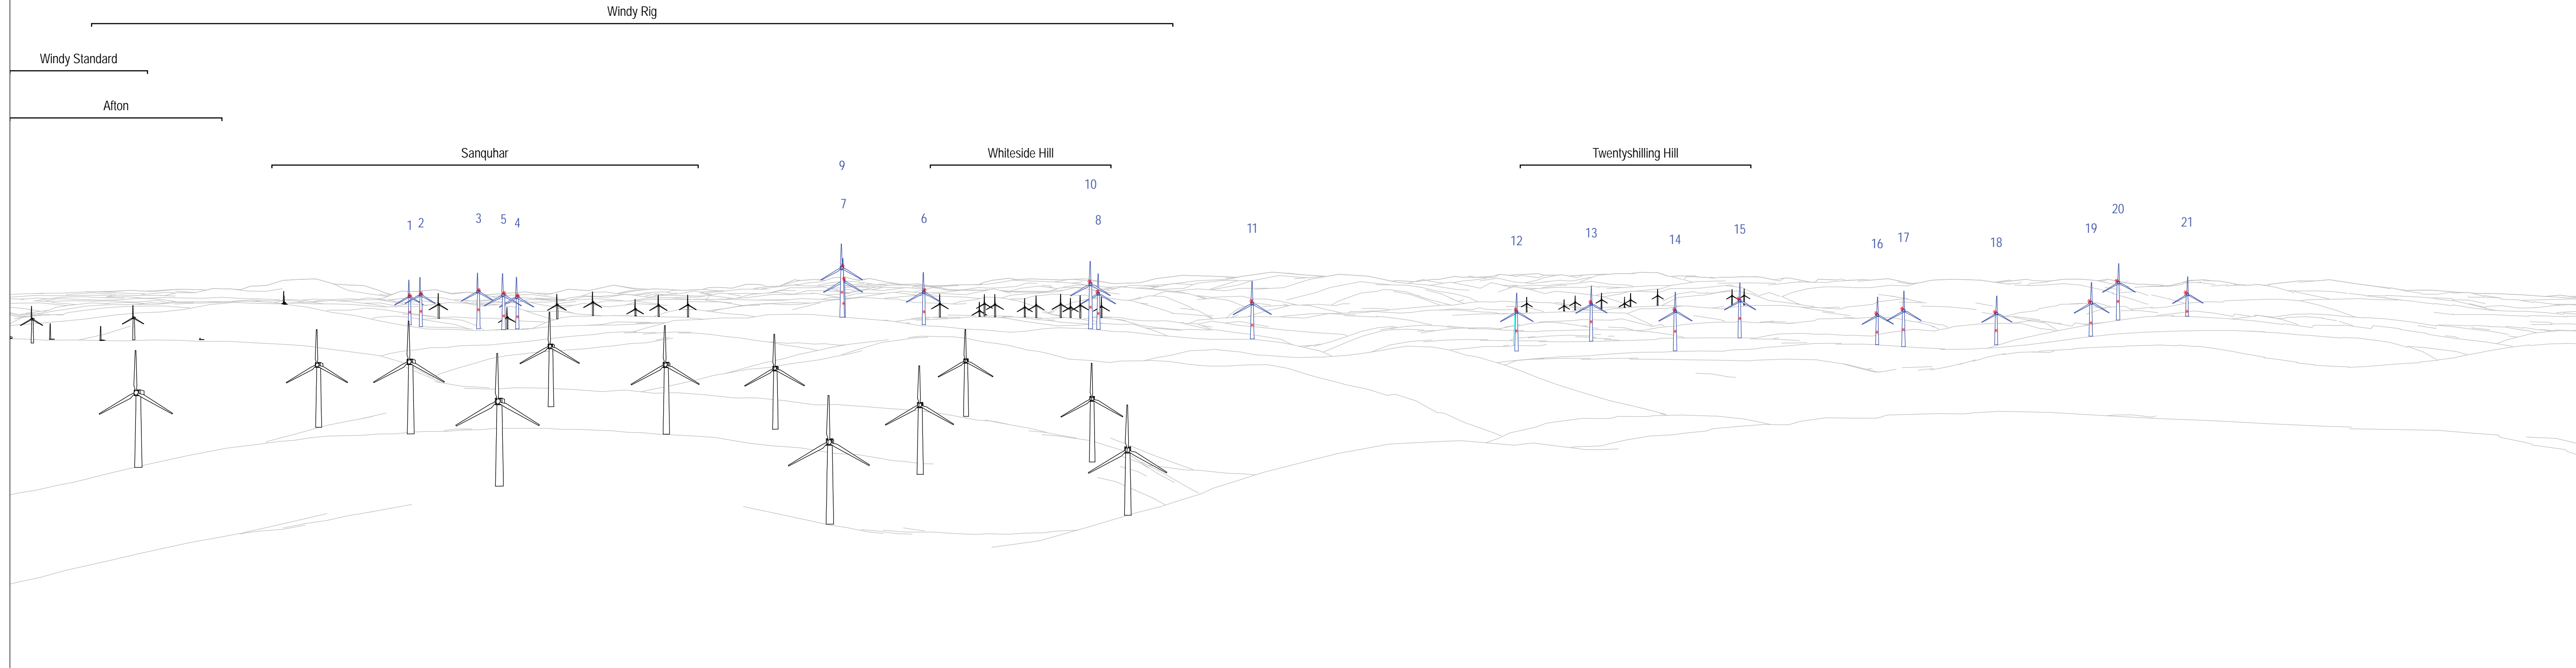 Windy Rig
Windy Standard
Afton
Sanquhar
Whiteside Hill
Twentyshilling Hill
9
10
7
20
3 5 6 8
1 2 4
21
11 15 19
13
12 14 16 17 18